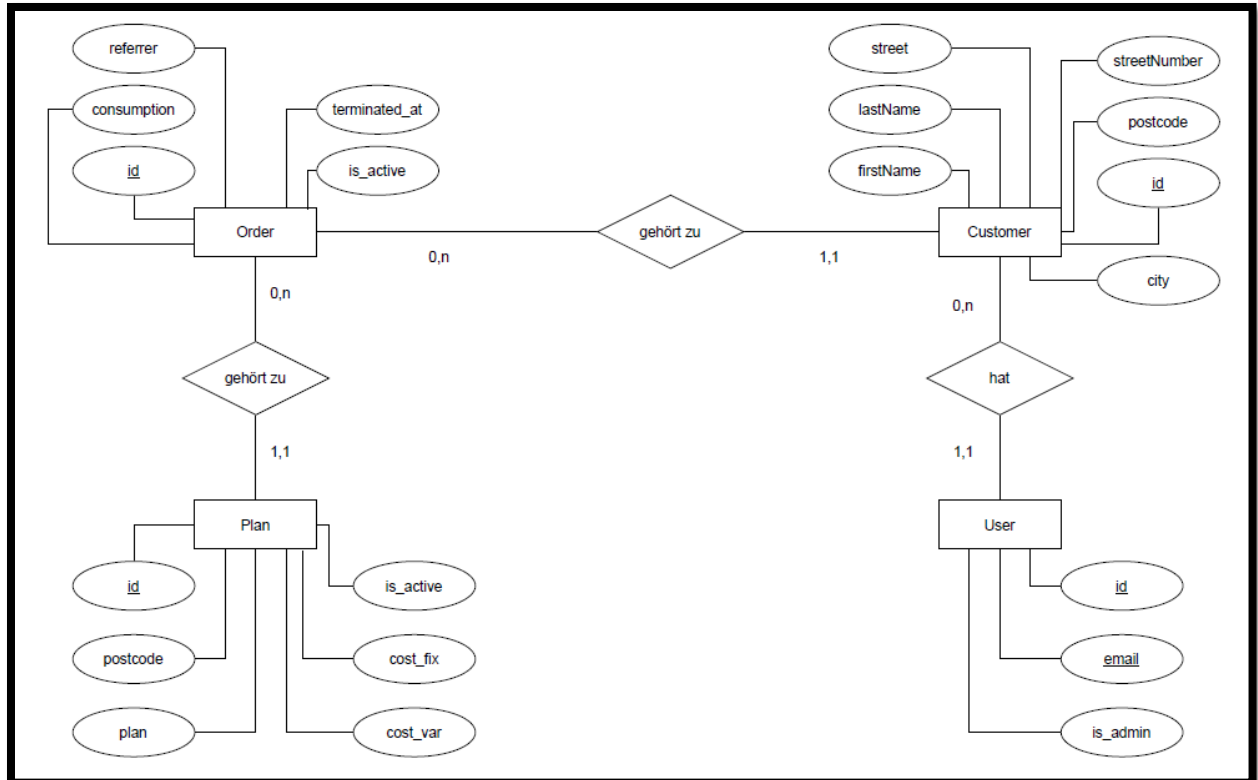 referrer
consumption
id
terminated_at
is_active
Order
0,n
gehört zu
1,1
street
lastName
firstName
streetNumber
postcode
id
city
Customer
0,n
gehört zu
1,1
Plan
id
postcode
plan
is_active
cost_fix
cost_var
0,n
hat
1,1
User
id
email
is_admin